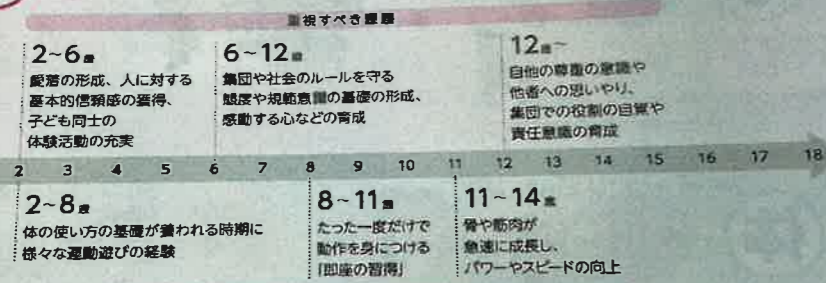 重視すべき課題
2~6歳
愛着の形成、人に対する
基本的信頼感の獲得、
子ども同士の
体験活動の充実
6~12歳
集団や社会のルールを守る
態度や規範意識の基礎の形成、
感動する心などの育成
12歳~
自他の尊重の意識や
他者への思いやり、
集団での役割の自覚や
責任意識の育成
2 3 4 5 6 7 8 9 10 11 12 13 14 15 16 17 18
2~8歳
体の使い方の基礎が養われる時期に
様々な運動遊びの経験
8~11歳
たった一度だけで
動作を身につける
「即座の習得」
11~14歳
骨や筋肉が
急速に成長し、
パワーやスピードの向上